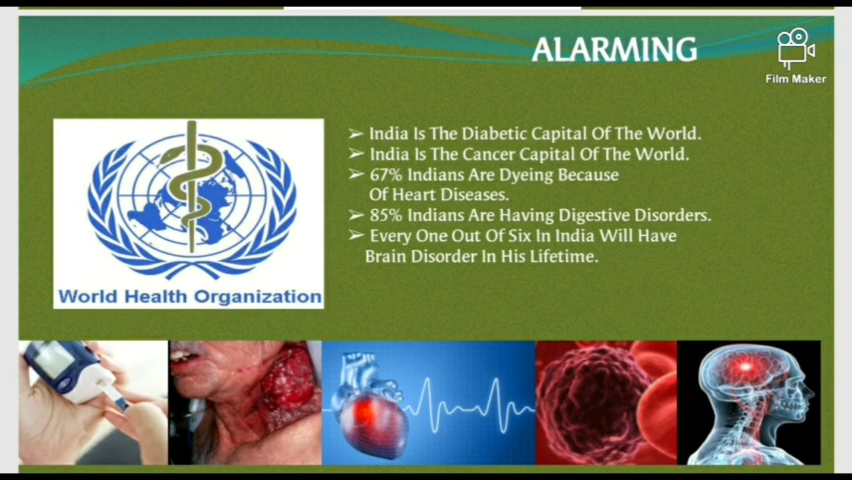 ALARMING
Film Maker
➢ India Is The Diabetic Capital Of The World.
➢ India Is The Cancer Capital Of The World.
➢ 67% Indians Are Dyeing Because
Of Heart Diseases.
➢ 85% Indians Are Having Digestive Disorders.
➢ Every One Out Of Six In India Will Have
Brain Disorder In His Lifetime.
World Health Organization